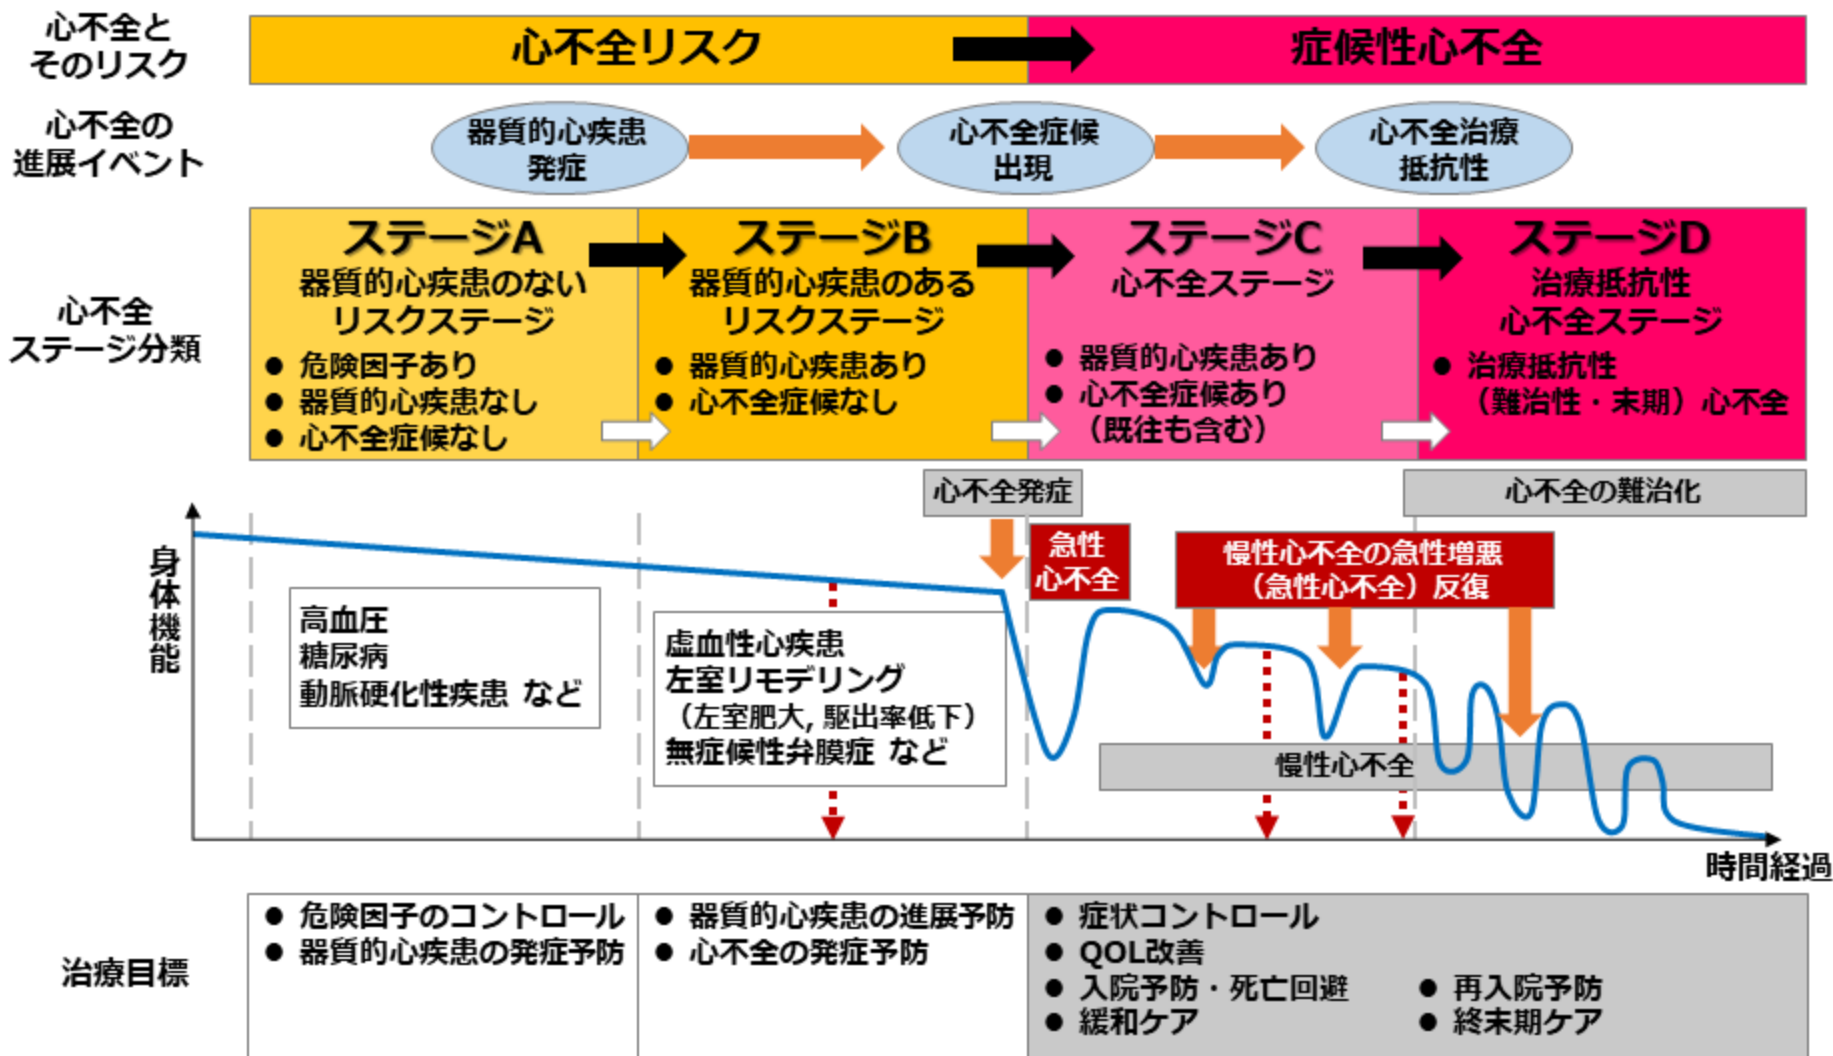 心不全と
そのリスク
心不全リスク
症候性心不全
心不全の
進展イベント
器質的心疾患
発症
心不全症候
出現
心不全治療
抵抗性
心不全
ステージ分類
ステージA
器質的心疾患のない
リスクステージ
● 危険因子あり
● 器質的心疾患なし
● 心不全症候なし
ステージB
器質的心疾患のある
リスクステージ
● 器質的心疾患あり
● 心不全症候なし
ステージC
心不全ステージ
● 器質的心疾患あり
● 心不全症候あり
（既往も含む）
ステージD
治療抵抗性
心不全ステージ
● 治療抵抗性
（難治性・末期）心不全
心不全発症
心不全の難治化
身体機能
急性
心不全
慢性心不全の急性増悪
（急性心不全）反復
高血圧
糖尿病
動脈硬化性疾患 など
虚血性心疾患
左室リモデリング
（左室肥大, 駆出率低下）
無症候性弁膜症 など
慢性心不全
時間経過
治療目標
● 危険因子のコントロール
● 器質的心疾患の発症予防
● 器質的心疾患の進展予防
● 心不全の発症予防
● 症状コントロール
● QOL改善
● 入院予防・死亡回避
● 緩和ケア
● 再入院予防
● 終末期ケア